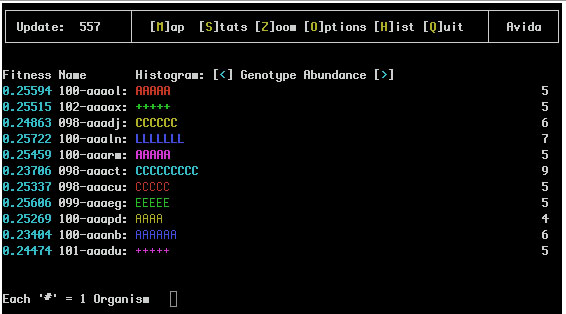 Update: 557 [M]ap [S]tats [Z]oom [O]ptions [H]ist [Q]uit Avida
Fitness Name Histogram: [<] Genotype Abundance [>]
0.25594 100-aaaol: AAAAA 5
0.25515 102-aaaax: +++++ 5
0.24863 098-aaadj: CCCCCC 6
0.25722 100-aaaln: LLLLLLL 7
0.25459 100-aaarm: AAAAA 5
0.23706 098-aaact: CCCCCCCCC 9
0.25337 098-aaacu: CCCCC 5
0.25606 099-aaaeg: EEEEE 5
0.25269 100-aaapd: AAAA 4
0.23404 100-aaanb: AAAAAA 6
0.24474 101-aaadu: +++++ 5
Each '#' = 1 Organism